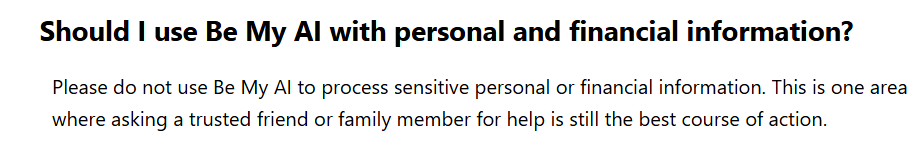 Should I use Be My AI with personal and financial information?
Please do not use Be My AI to process sensitive personal or financial information. This is one area
where asking a trusted friend or family member for help is still the best course of action.